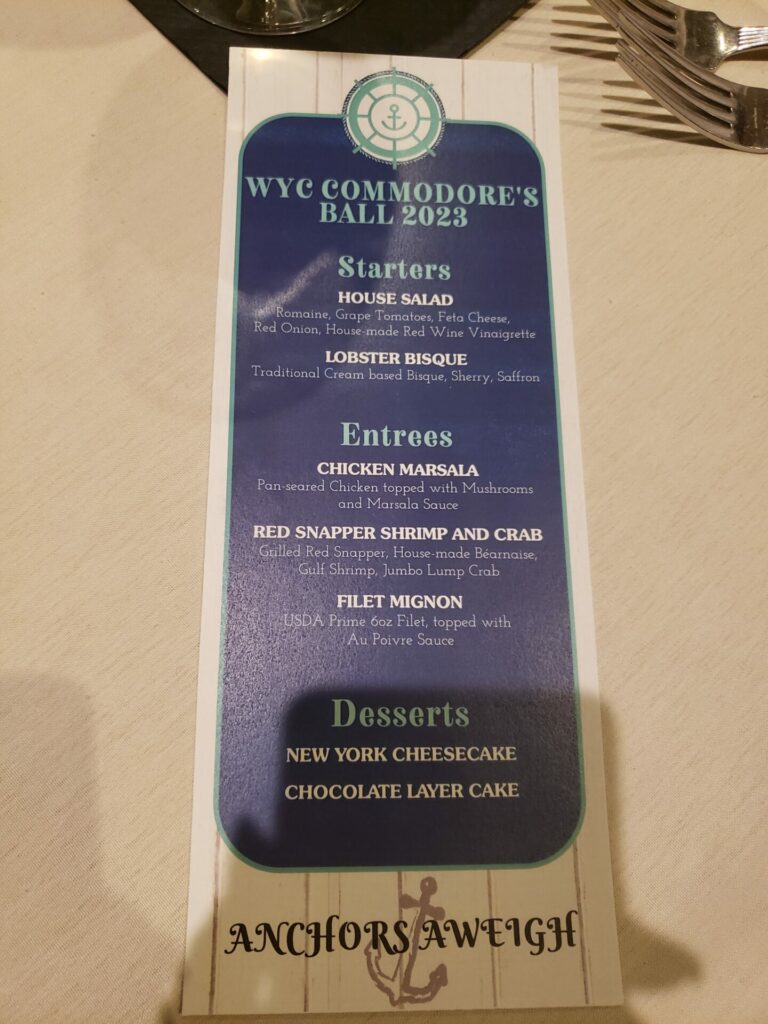 WYC COMMODORE'S
BALL 2023
Starters
HOUSE SALAD
Romaine, Grape Tomatoes, Feta Cheese,
Red Onion, House-made Red Wine Vinaigrette
LOBSTER BISQUE
Traditional Cream based Bisque, Sherry, Saffron
Entrees
CHICKEN MARSALA
Pan-seared Chicken topped with Mushrooms
and Marsala Sauce
RED SNAPPER SHRIMP AND CRAB
Grilled Red Snapper, House-made Béarnaise,
Gulf Shrimp, Jumbo Lump Crab
FILET MIGNON
USDA Prime 6oz Filet, topped with
Au Poivre Sauce
Desserts
NEW YORK CHEESECAKE
CHOCOLATE LAYER CAKE
ANCHORS AWEIGH